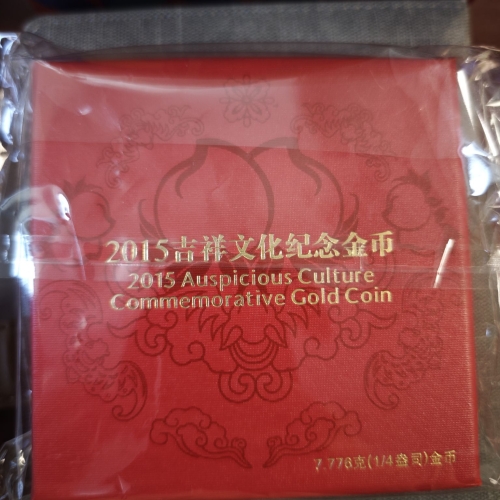 2015吉祥文化纪念金币
2015 Auspicious Culture
Commemorative Gold Coin
7.776克(1/4盎司)金币